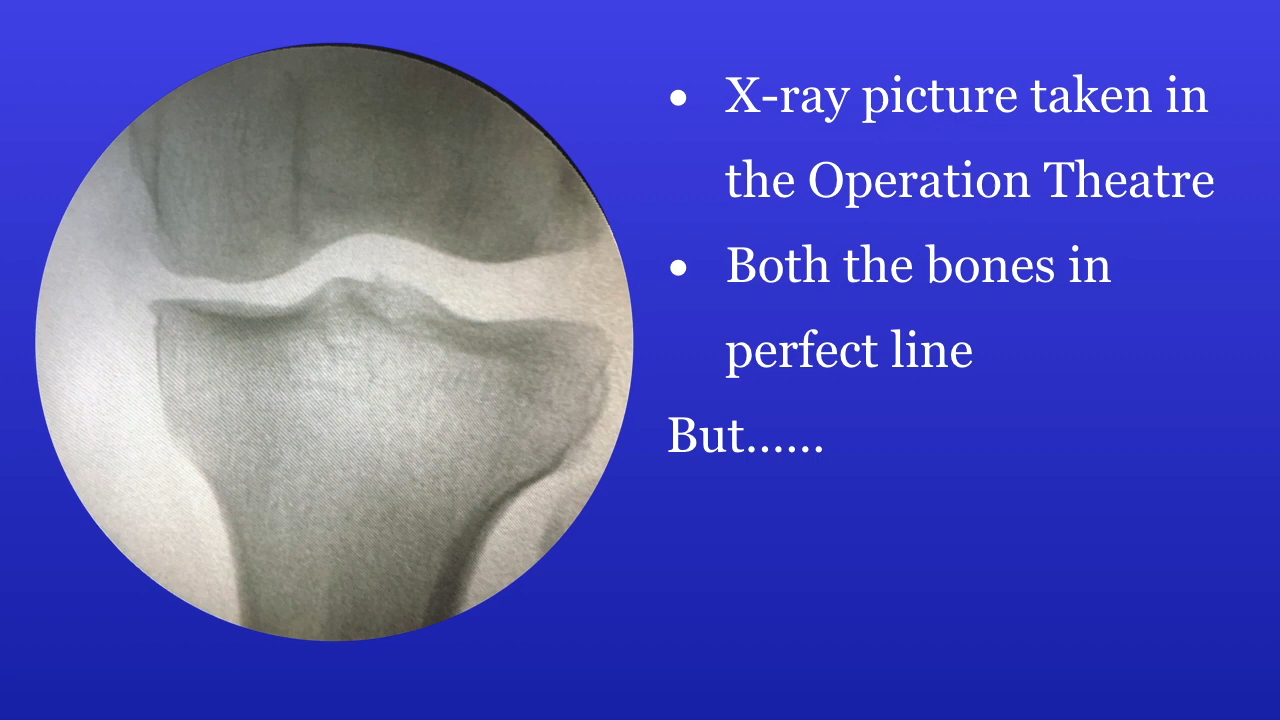 • X-ray picture taken in
the Operation Theatre
• Both the bones in
perfect line
But......